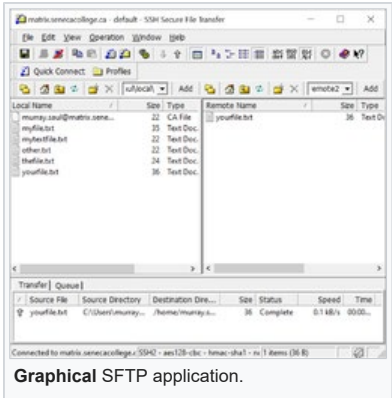 matrix.senecacollege.ca - default - SSH Secure File Transfer
File Edit View Operation Window Help
Quick Connect Profiles
Add Add
Local Name / Size Type
murray.saul@matrix.sene... 22 CA File
myfile.txt 35 Text Doc.
mytextfile.txt 22 Text Doc.
other.txt 22 Text Doc.
thefile.txt 24 Text Doc.
yourfile.txt 36 Text Doc.
Remote Name / Size Type
yourfile.txt 36 Text Do
Transfer Queue
/ Source File Source Directory Destination Dire... Size Status Speed Time
yourfile.txt C:\Users\murray... /home/murray.s... 36 Complete 0.1 kB/s 00:00...
Connected to matrix.senecacollege.c SSH2 - aes128-cbc - hmac-sha1 - nc 1 items (36 B)
Graphical SFTP application.